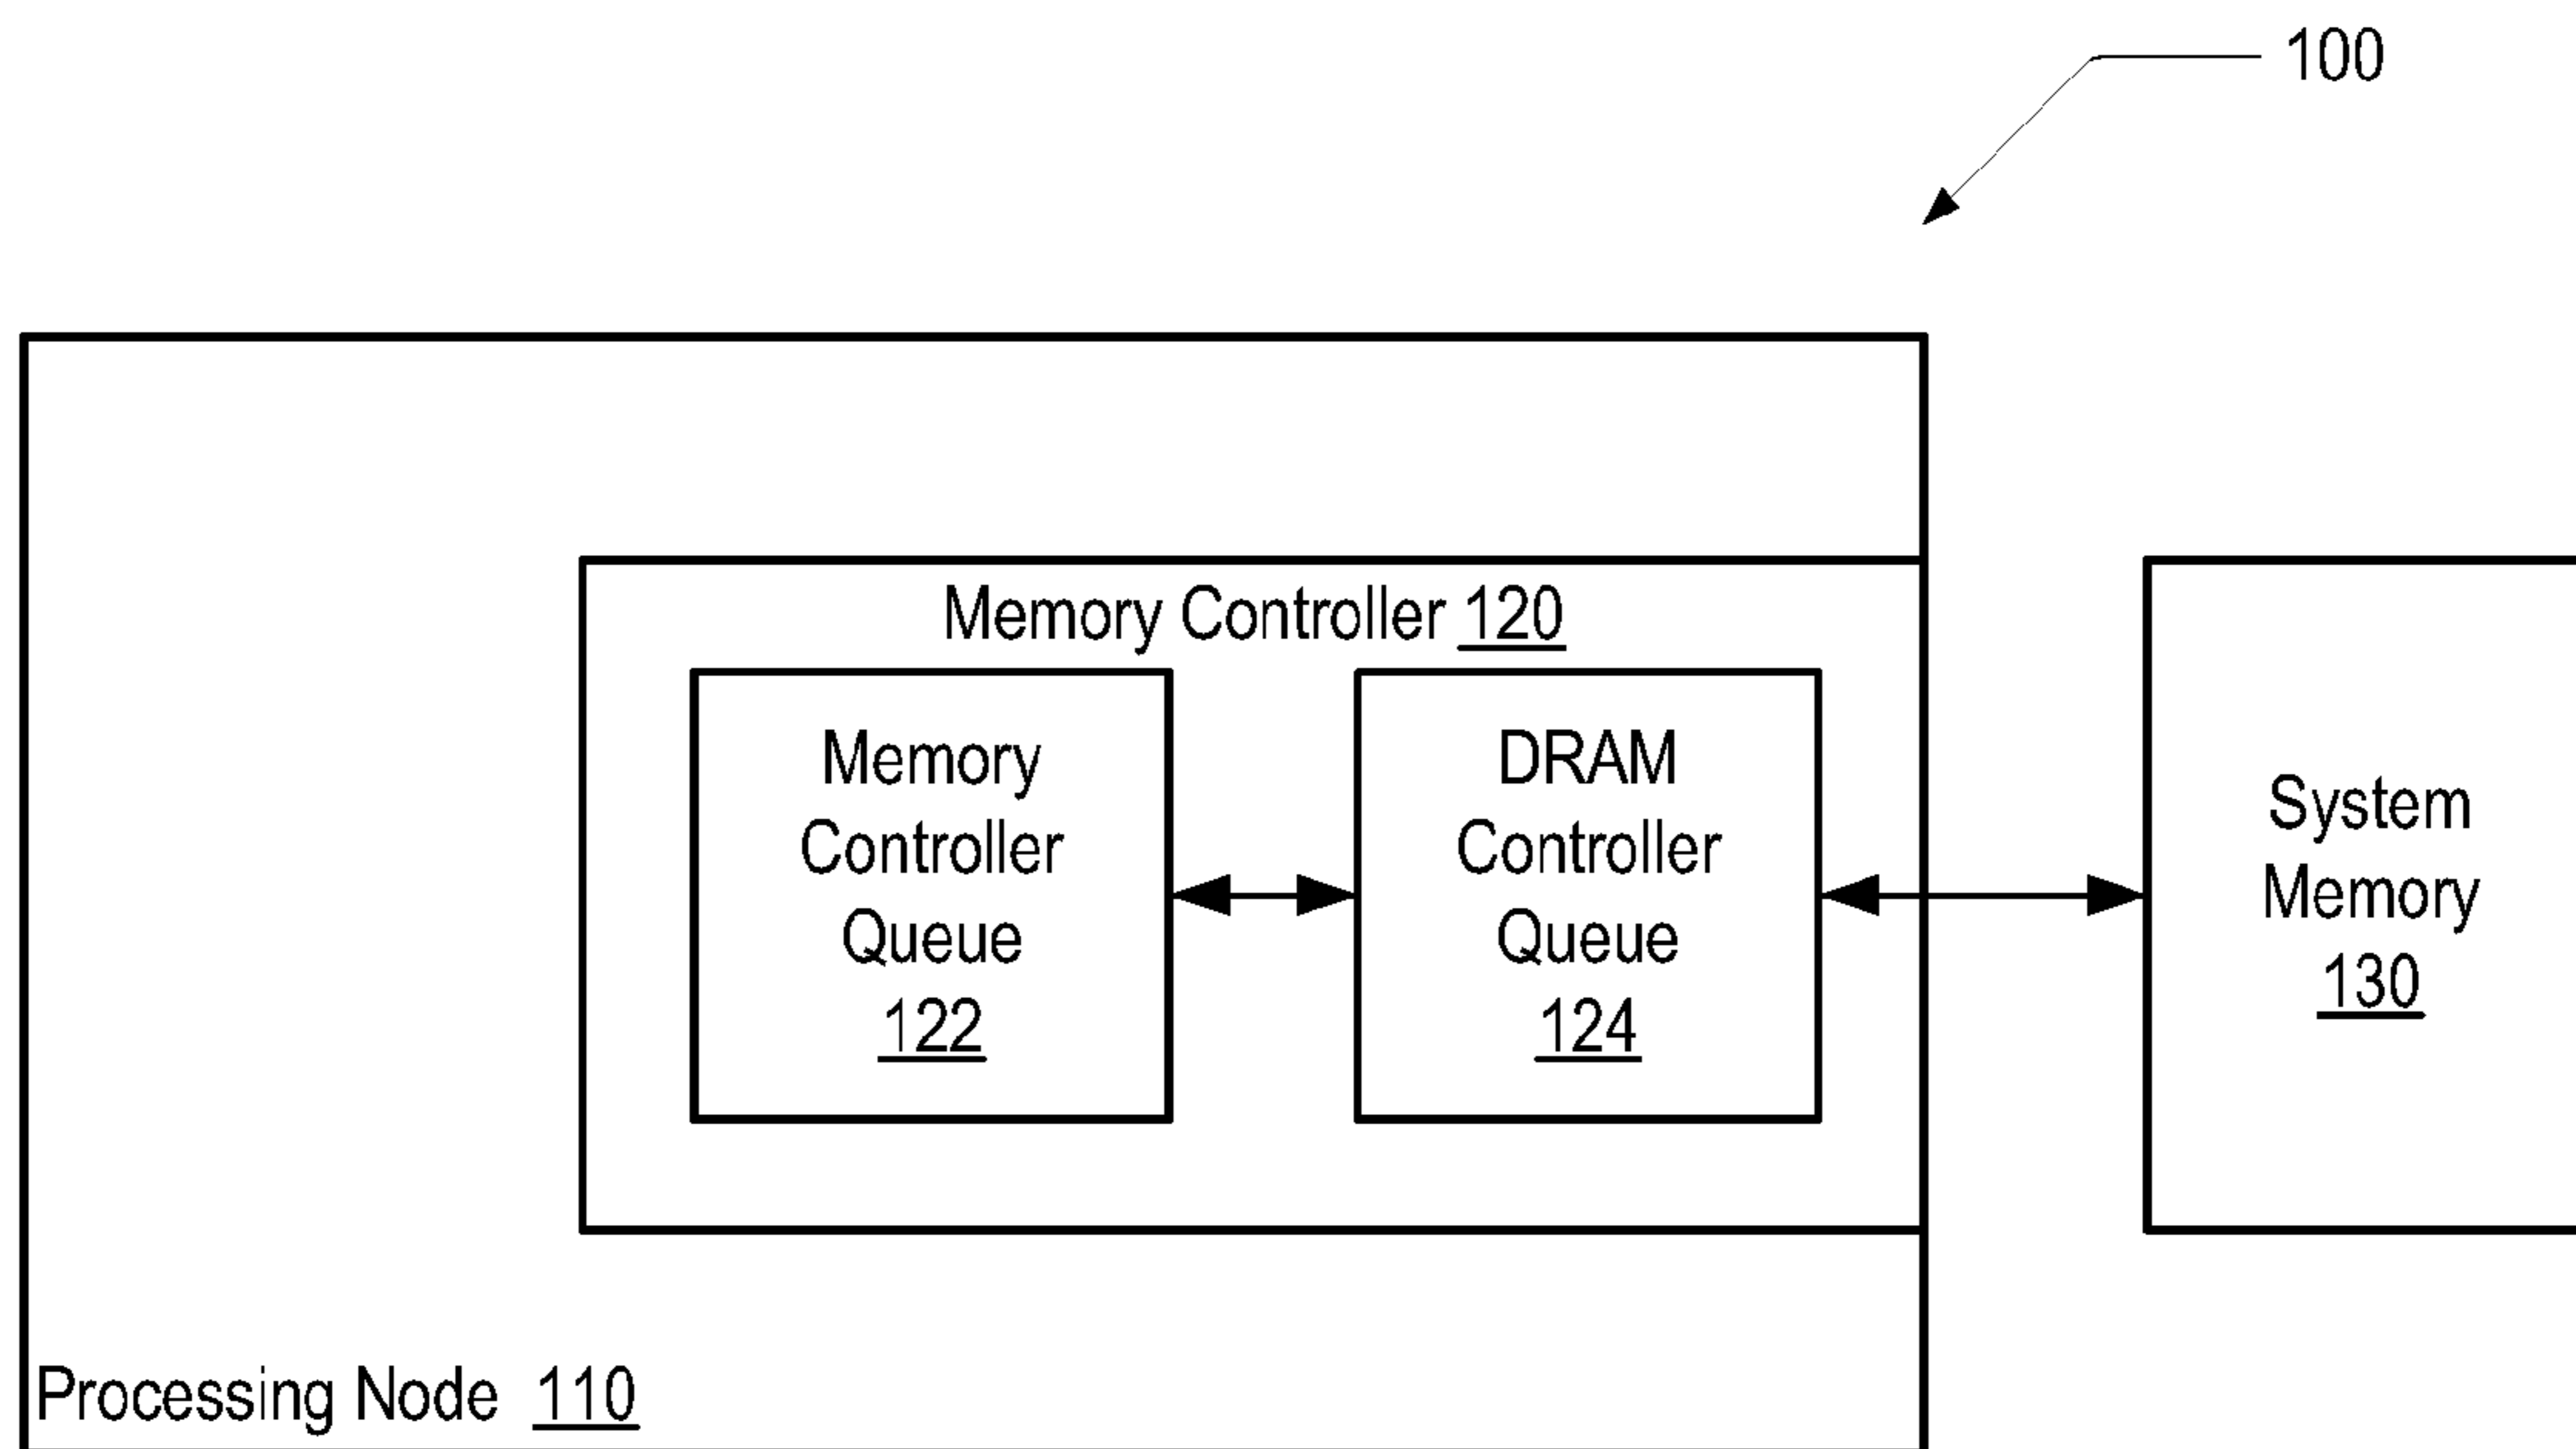 100
Memory Controller 120
Memory
Controller
Queue
122
DRAM
Controller
Queue
124
System
Memory
130
Processing Node 110